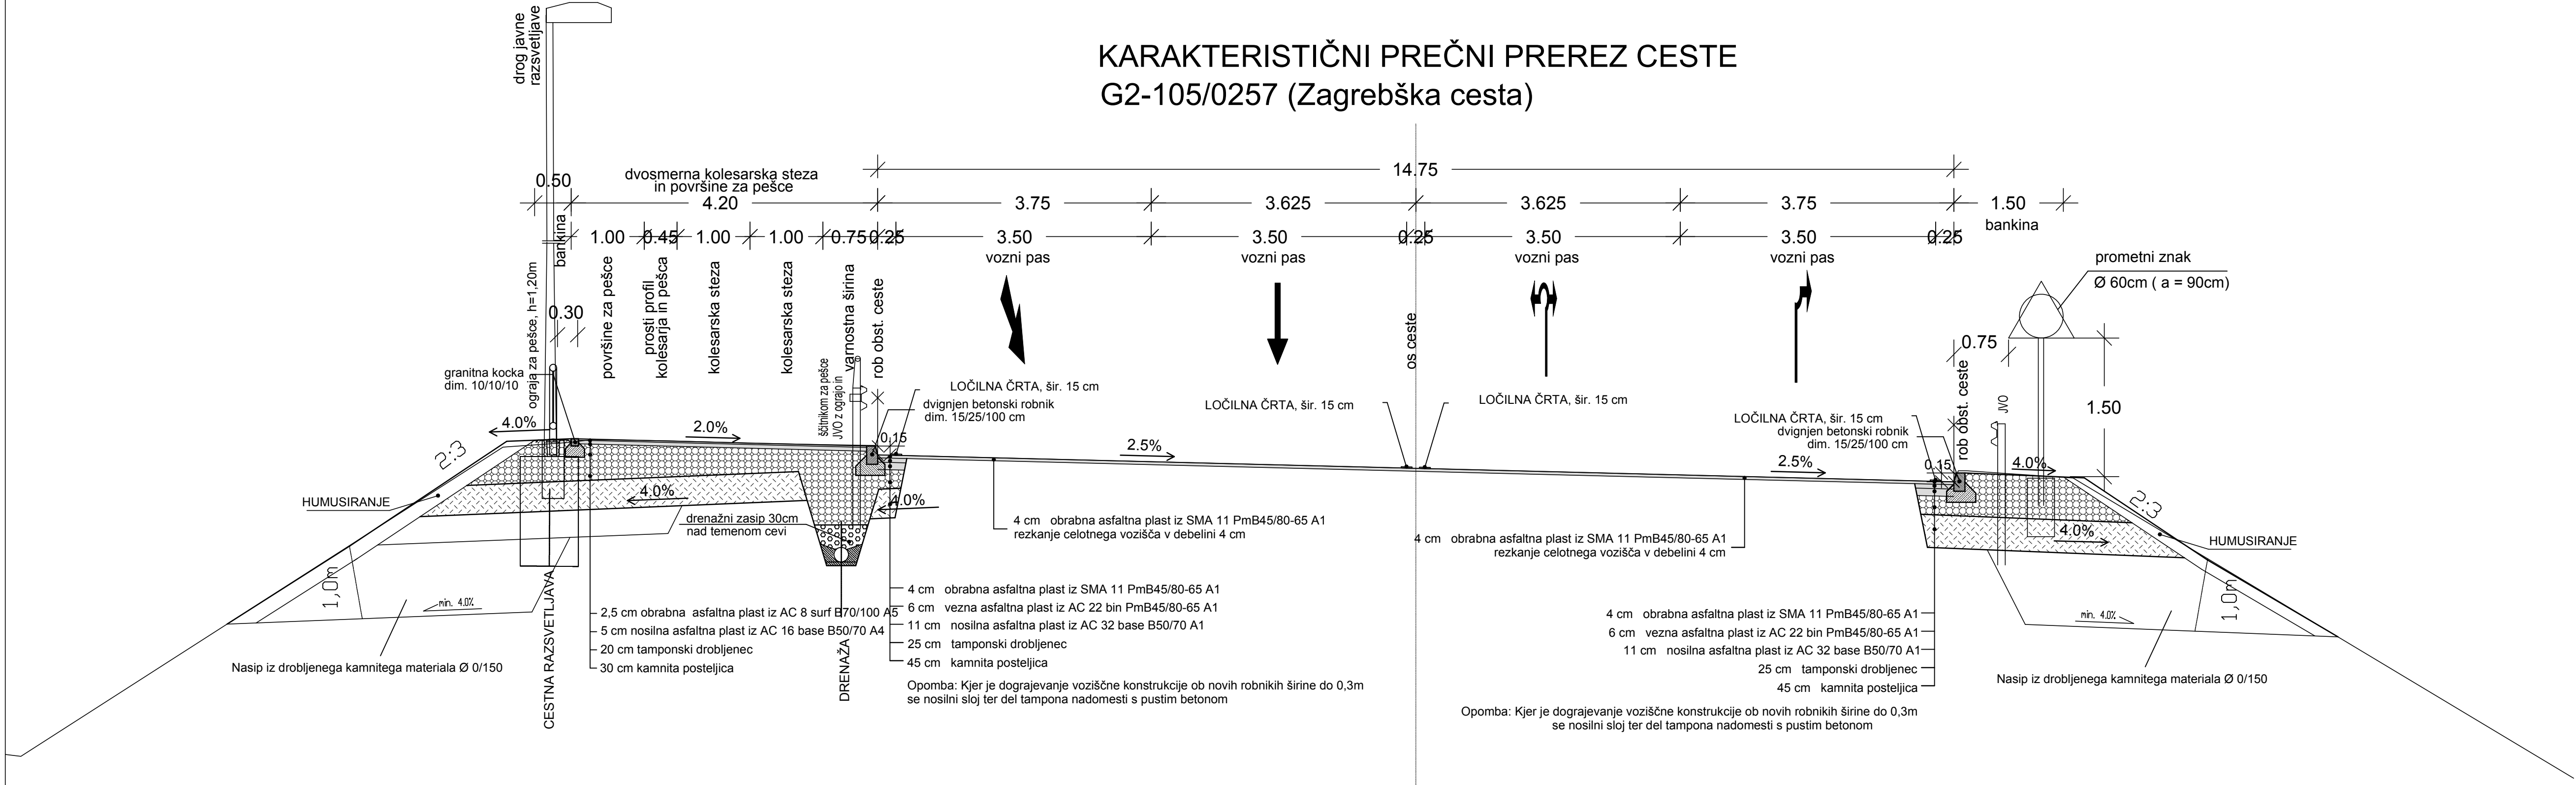 drog javne
razsvetljave
KARAKTERISTIČNI PREČNI PREREZ CESTE
G2-105/0257 (Zagrebška cesta)
14.75
0.50
dvosmerna kolesarska steza
in površine za pešce
4.20
3.75
3.625
3.625
3.75
1.50
bankina
bankina
1.00
0.45
1.00
1.00
0.75
0.25
3.50
3.50
0.25
3.50
3.50
0.25
vozni pas
vozni pas
vozni pas
vozni pas
ograja za pešce, h=1,20m
0.30
površine za pešce
prosti profil
kolesarja in pešca
kolesarska steza
kolesarska steza
varnostna širina
rob obst. ceste
os ceste
prometni znak
Ø 60cm ( a = 90cm)
0.75
rob obst. ceste
JVO
1.50
granitna kocka
dim. 10/10/10
ščitnikom za pešce
JVO z ograjo in
LOČILNA ČRTA, šir. 15 cm
dvignjen betonski robnik
dim. 15/25/100 cm
LOČILNA ČRTA, šir. 15 cm
LOČILNA ČRTA, šir. 15 cm
LOČILNA ČRTA, šir. 15 cm
dvignjen betonski robnik
dim. 15/25/100 cm
4.0%
2.0%
0.15
2.5%
2.5%
0.15
4.0%
2:3
2:3
HUMUSIRANJE
4.0%
4.0%
drenažni zasip 30cm
nad temenom cevi
4 cm obrabna asfaltna plast iz SMA 11 PmB45/80-65 A1
rezkanje celotnega vozišča v debelini 4 cm
4 cm obrabna asfaltna plast iz SMA 11 PmB45/80-65 A1
rezkanje celotnega vozišča v debelini 4 cm
4.0%
HUMUSIRANJE
1,0m
min. 4.0%
CESTNA RAZSVETLJAVA
2,5 cm obrabna asfaltna plast iz AC 8 surf B70/100 A5
5 cm nosilna asfaltna plast iz AC 16 base B50/70 A4
20 cm tamponski drobljenec
30 cm kamnita posteljica
DRENAŽA
4 cm obrabna asfaltna plast iz SMA 11 PmB45/80-65 A1
6 cm vezna asfaltna plast iz AC 22 bin PmB45/80-65 A1
11 cm nosilna asfaltna plast iz AC 32 base B50/70 A1
25 cm tamponski drobljenec
45 cm kamnita posteljica
4 cm obrabna asfaltna plast iz SMA 11 PmB45/80-65 A1
6 cm vezna asfaltna plast iz AC 22 bin PmB45/80-65 A1
11 cm nosilna asfaltna plast iz AC 32 base B50/70 A1
25 cm tamponski drobljenec
45 cm kamnita posteljica
min. 4.0%
1,0m
Nasip iz drobljenega kamnitega materiala Ø 0/150
Nasip iz drobljenega kamnitega materiala Ø 0/150
Opomba: Kjer je dograjevanje voziščne konstrukcije ob novih robnikih širine do 0,3m
se nosilni sloj ter del tampona nadomesti s pustim betonom
Opomba: Kjer je dograjevanje voziščne konstrukcije ob novih robnikih širine do 0,3m
se nosilni sloj ter del tampona nadomesti s pustim betonom